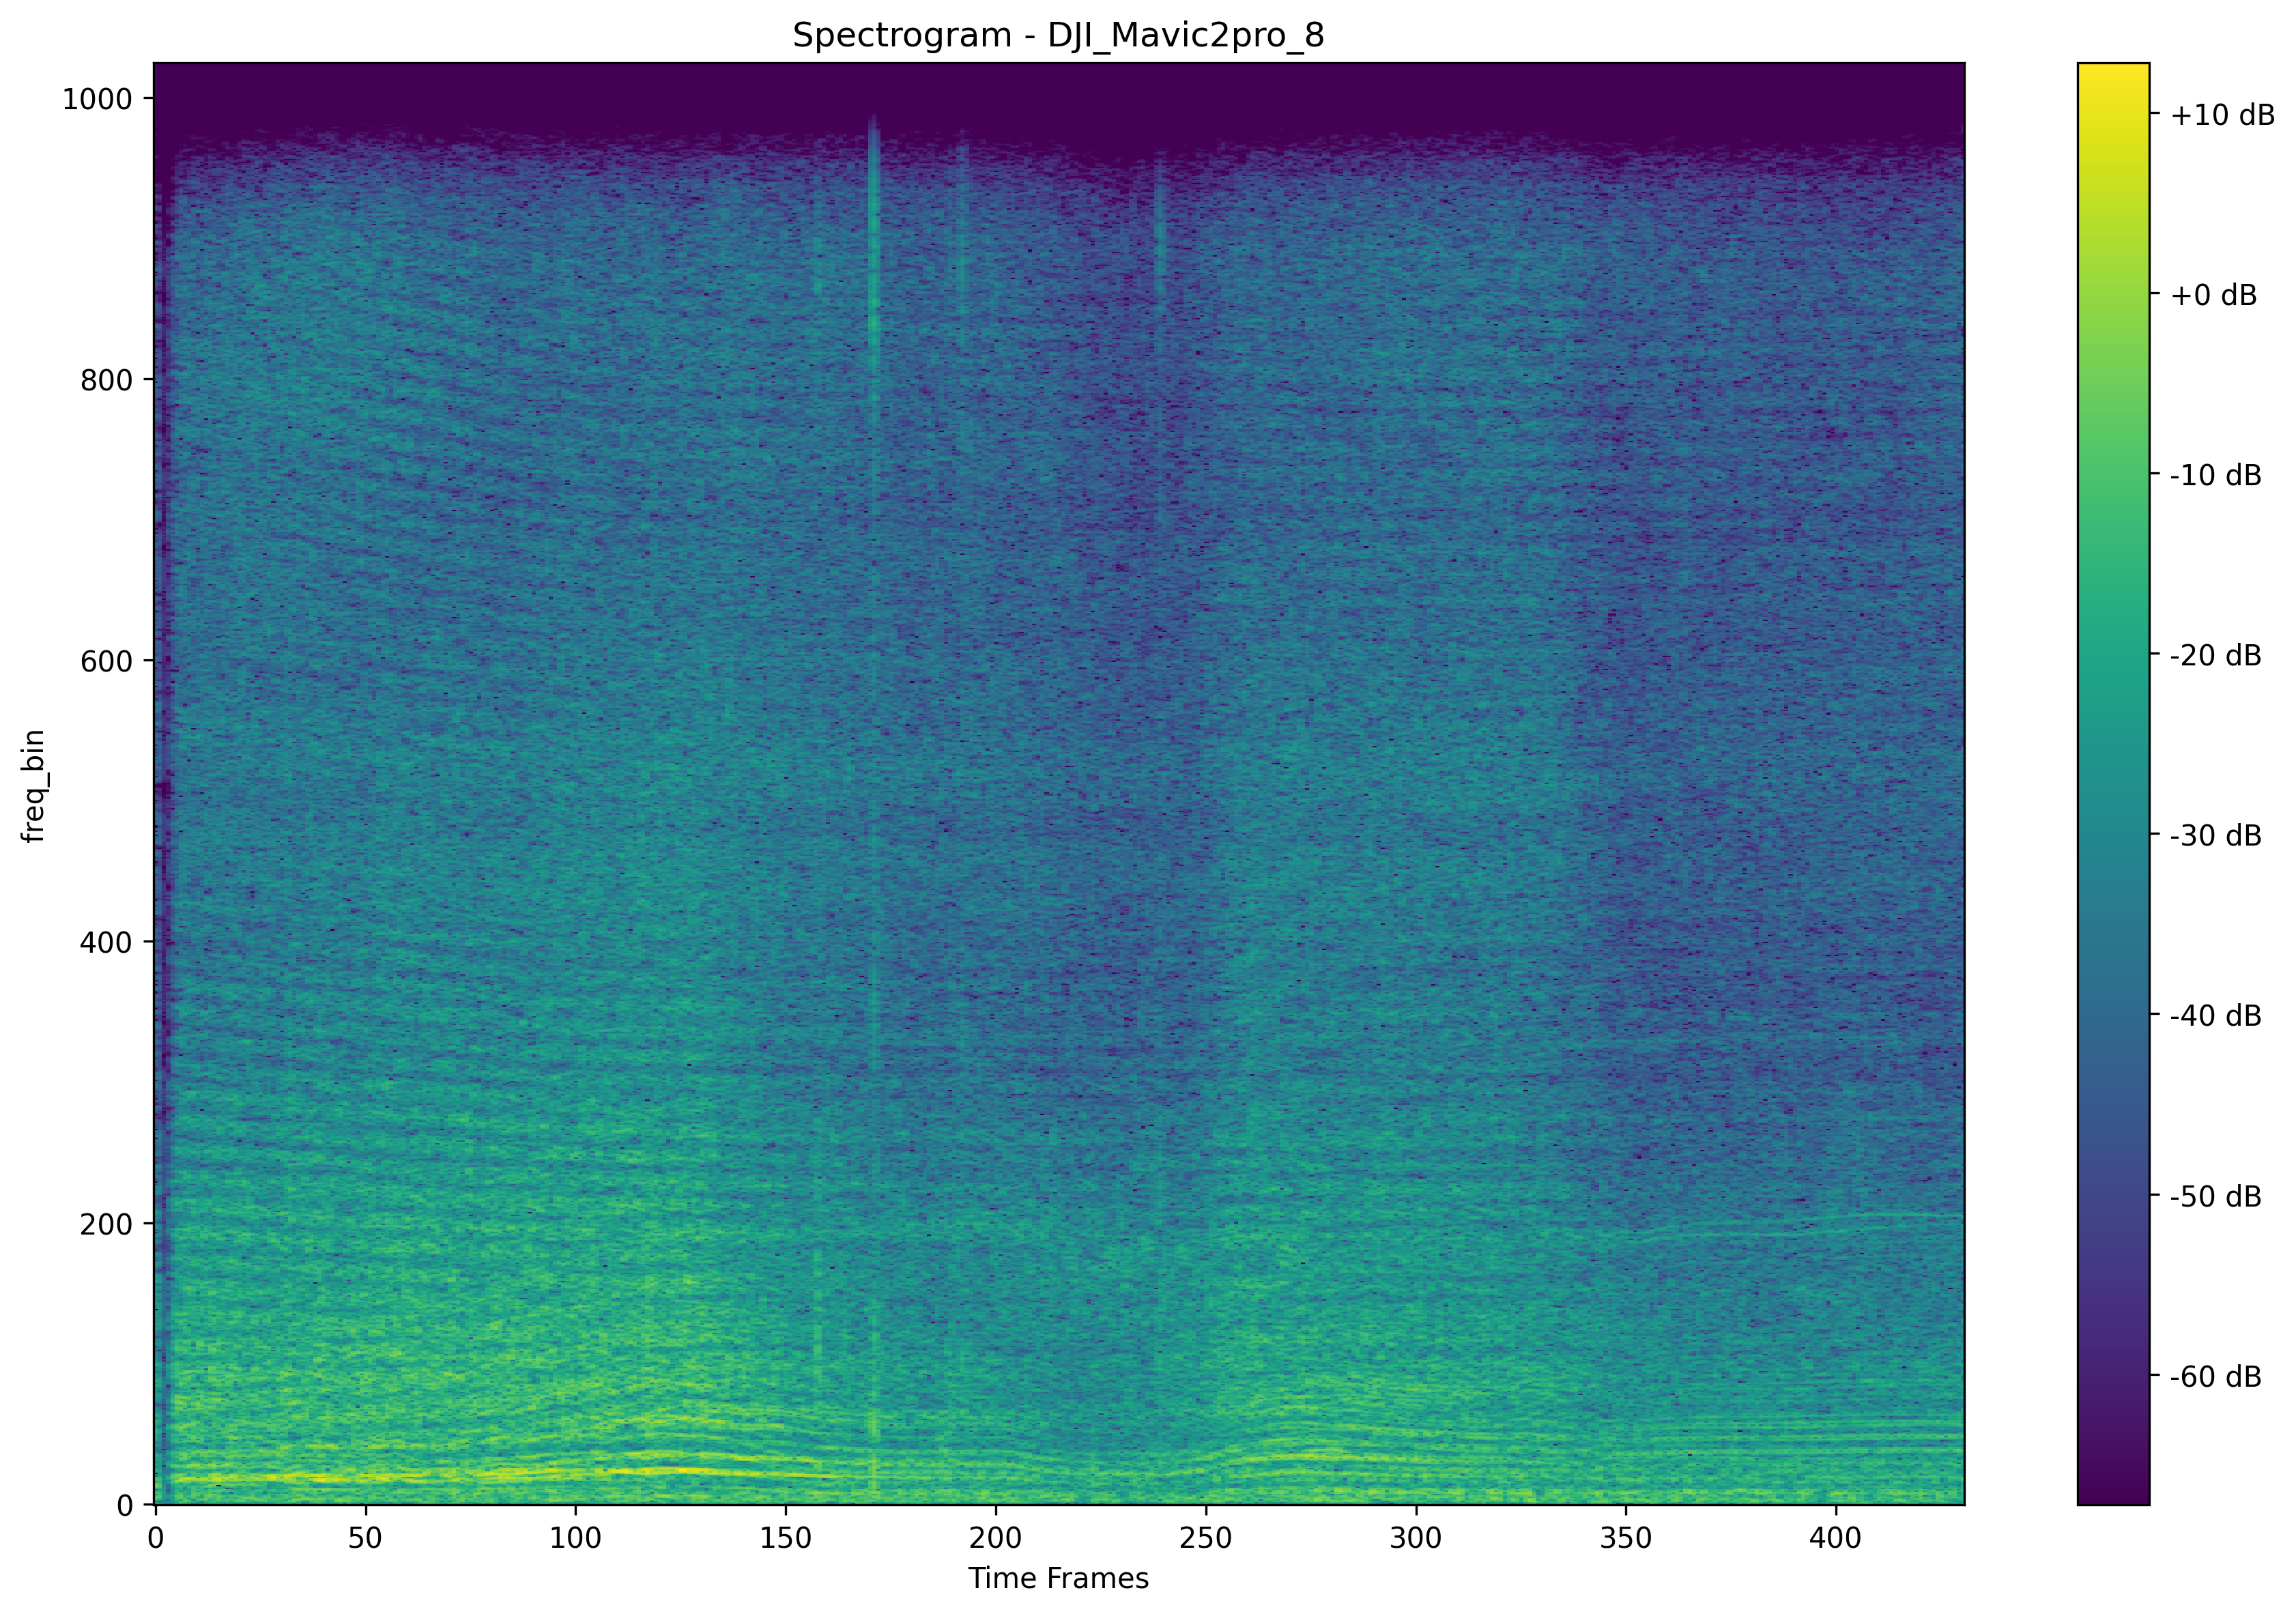 Spectrogram - DJI_Mavic2pro_8
1000
800
600
400
200
0
freq_bin
0 50 100 150 200 250 300 350 400
Time Frames
+10 dB
+0 dB
-10 dB
-20 dB
-30 dB
-40 dB
-50 dB
-60 dB